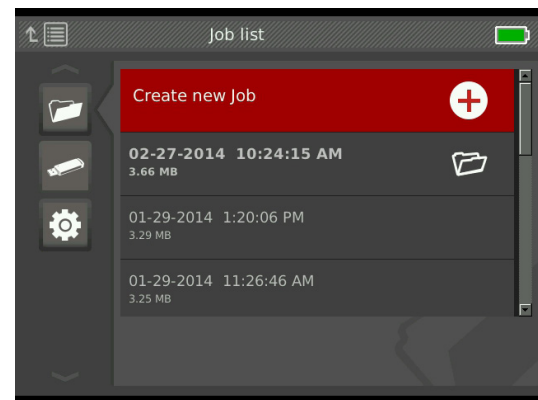 Job list
Create new Job
02-27-2014 10:24:15 AM
3.66 MB
01-29-2014 1:20:06 PM
3.29 MB
01-29-2014 11:26:46 AM
3.25 MB